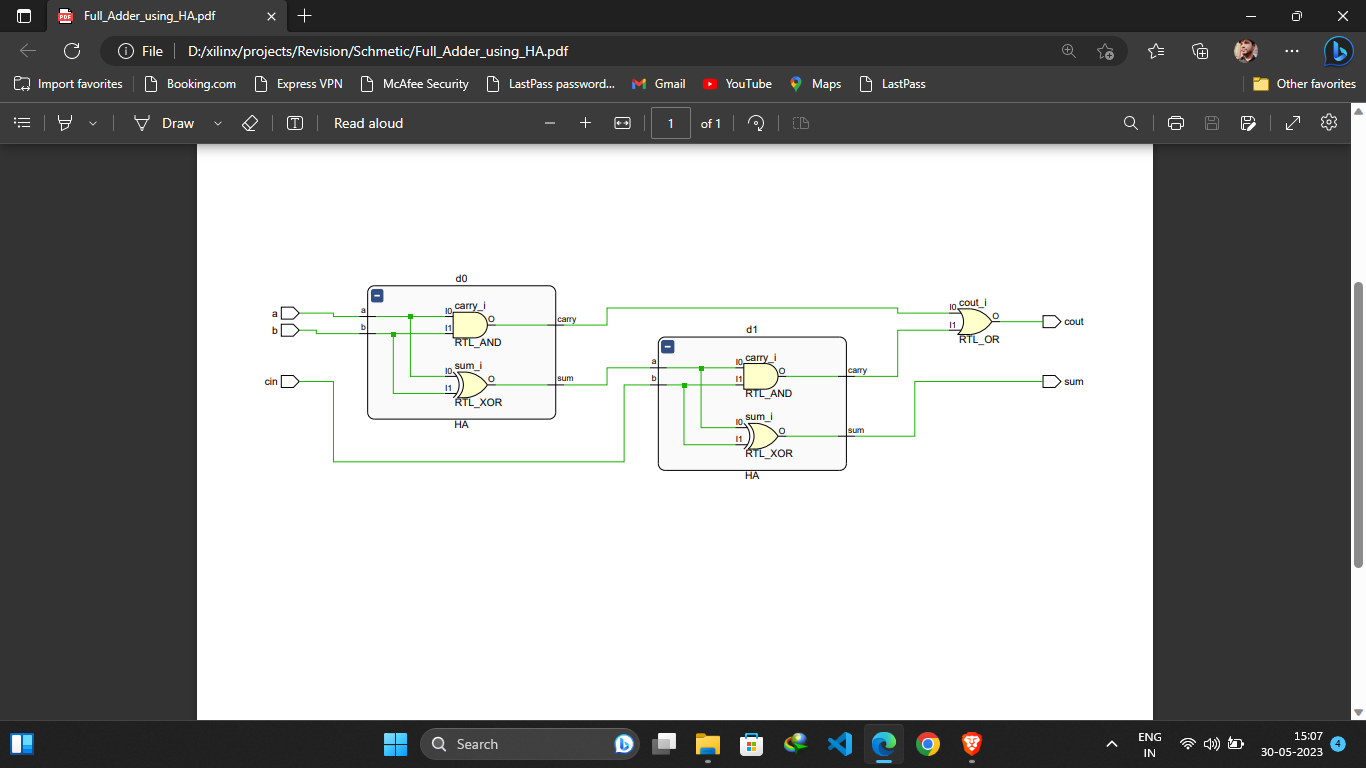 Full_Adder_using_HA.pdf
File D:/xilinx/projects/Revision/Schmetic/Full_Adder_using_HA.pdf
Import favorites Booking.com Express VPN McAfee Security LastPass password... Gmail YouTube Maps LastPass Other favorites
Draw Read aloud 1 of 1
d0
a
b
cin
a
b
carry_i
I0
I1
O
RTL_AND
sum_i
I0
I1
O
RTL_XOR
HA
carry
sum
d1
a
b
carry_i
I0
I1
O
RTL_AND
sum_i
I0
I1
O
RTL_XOR
HA
carry
sum
cout_i
I0
I1
O
RTL_OR
cout
sum
Search
ENG
IN
15:07
30-05-2023
4